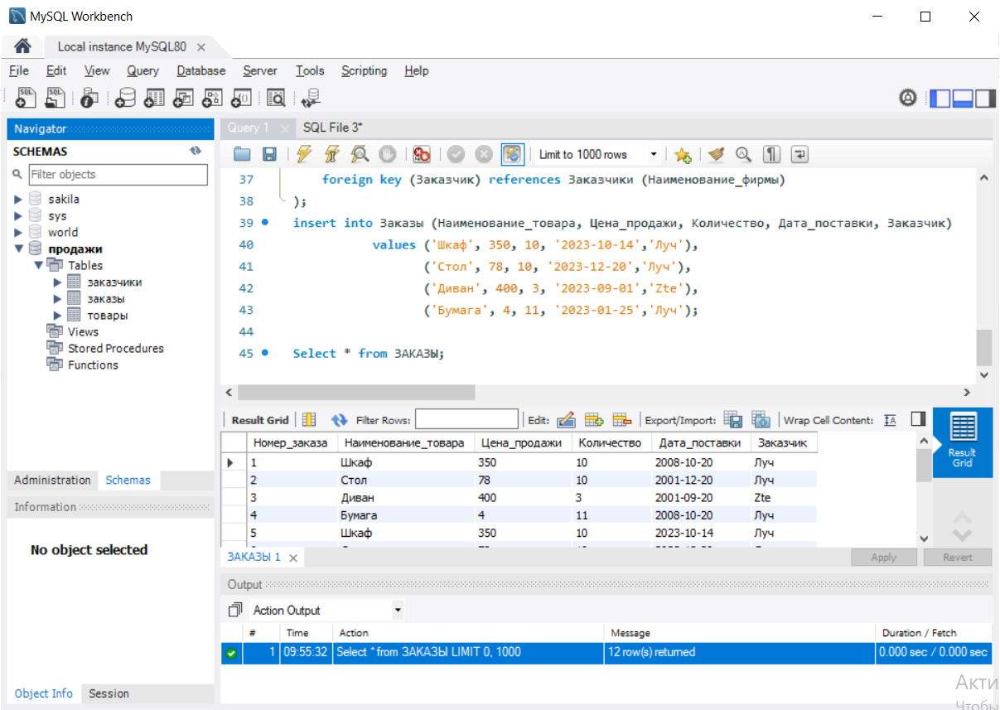 MySQL Workbench
Local instance MySQL80
File Edit View Query Database Server Tools Scripting Help
Navigator
SCHEMAS
Filter objects
sakila
sys
world
продажи
Tables
заказчики
заказы
товары
Views
Stored Procedures
Functions
Administration Schemas
Information
No object selected
Object Info Session
Query 1 SQL File 3*
Limit to 1000 rows
37 foreign key (Заказчик) references Заказчики (Наименование_фирмы)
38 );
39 insert into Заказы (Наименование_товара, Цена_продажи, Количество, Дата_поставки, Заказчик)
40 values ('Шкаф', 350, 10, '2023-10-14','Луч'),
41 ('Стол', 78, 10, '2023-12-20','Луч'),
42 ('Диван', 400, 3, '2023-09-01','Zte'),
43 ('Бумага', 4, 11, '2023-01-25','Луч');
44
45 Select * from ЗАКАЗЫ;
Result Grid Filter Rows: Edit: Export/Import: Wrap Cell Content:
Номер_заказа Наименование_товара Цена_продажи Количество Дата_поставки Заказчик
1 Шкаф 350 10 2008-10-20 Луч
2 Стол 78 10 2001-12-20 Луч
3 Диван 400 3 2001-09-20 Zte
4 Бумага 4 11 2008-10-20 Луч
5 Шкаф 350 10 2023-10-14 Луч
Result
Grid
ЗАКАЗЫ 1
Apply Revert
Output
Action Output
# Time Action Message Duration / Fetch
1 09:55:32 Select * from ЗАКАЗЫ LIMIT 0, 1000 12 row(s) returned 0.000 sec / 0.000 sec
Акти
Чтобы